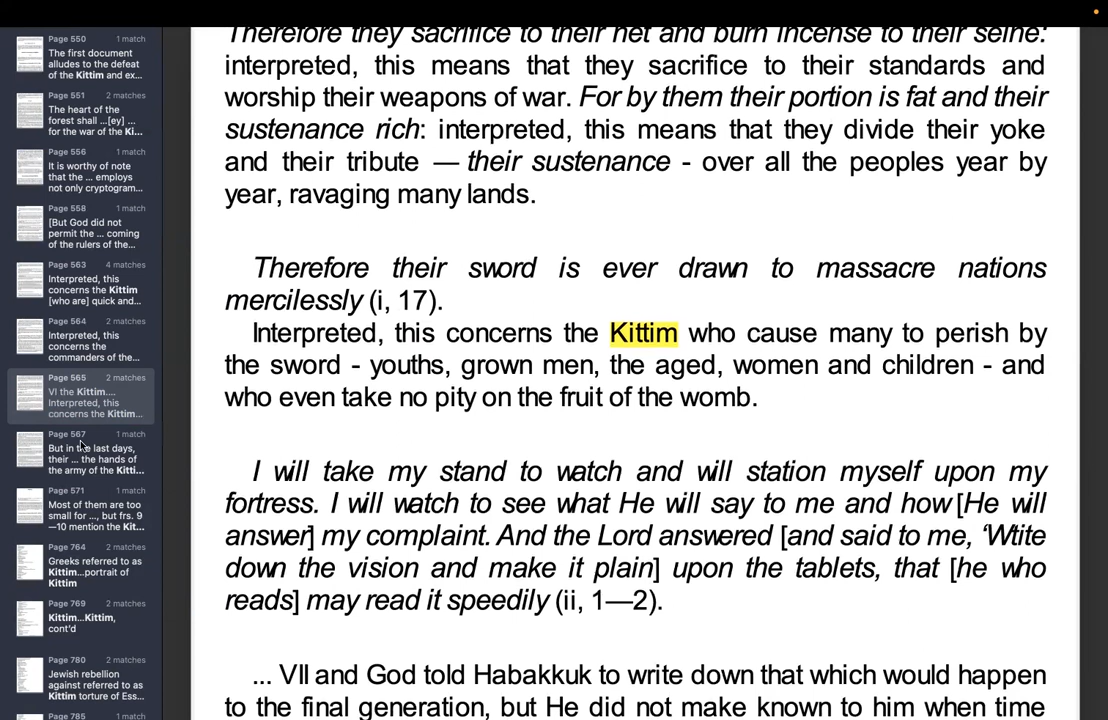 Page 550 1 match
The first document
alludes to the defeat
of the Kittim and ex...
Page 551 2 matches
The heart of the
forest shall ...[ey] ...
for the war of the Ki...
Page 556 1 match
It is worthy of note
that the ... employs
not only cryptogram...
Page 558 1 match
[But God did not
permit the ... coming
of the rulers of the...
Page 563 4 matches
Interpreted, this
concerns the Kittim
[who are] quick and...
Page 564 2 matches
Interpreted, this
concerns the
commanders of the...
Page 565 2 matches
VI the Kittim....
Interpreted, this
concerns the Kittim...
Page 567 1 match
But in the last days,
their ... the hands of
the army of the Kitti...
Page 571 1 match
Most of them are too
small for ..., but frs. 9
—10 mention the Kit...
Page 764 2 matches
Greeks referred to as
Kittim...portrait of
Kittim
Page 769 2 matches
Kittim...Kittim,
cont'd
Page 780 2 matches
Jewish rebellion
against referred to as
Kittim torture of Ess...
Page 785 1 match
Therefore they sacrifice to their net and burn incense to their seine:
interpreted, this means that they sacrifice to their standards and
worship their weapons of war. For by them their portion is fat and their
sustenance rich: interpreted, this means that they divide their yoke
and their tribute — their sustenance - over all the peoples year by
year, ravaging many lands.
Therefore their sword is ever drawn to massacre nations
mercilessly (i, 17).
Interpreted, this concerns the Kittim who cause many to perish by
the sword - youths, grown men, the aged, women and children - and
who even take no pity on the fruit of the womb.
I will take my stand to watch and will station myself upon my
fortress. I will watch to see what He will say to me and how [He will
answer] my complaint. And the Lord answered [and said to me, ‘Wtite
down the vision and make it plain] upon the tablets, that [he who
reads] may read it speedily (ii, 1—2).
... VII and God told Habakkuk to write down that which would happen
to the final generation, but He did not make known to him when time